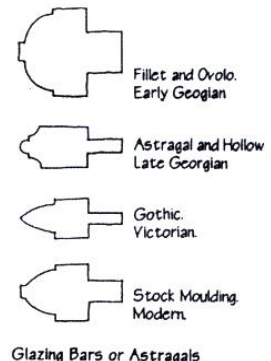 Fillet and Ovolo.
Early Geogian
Astragal and Hollow
Late Georgian
Gothic.
Victorian.
Stock Moulding.
Modern.
Glazing Bars or Astragals